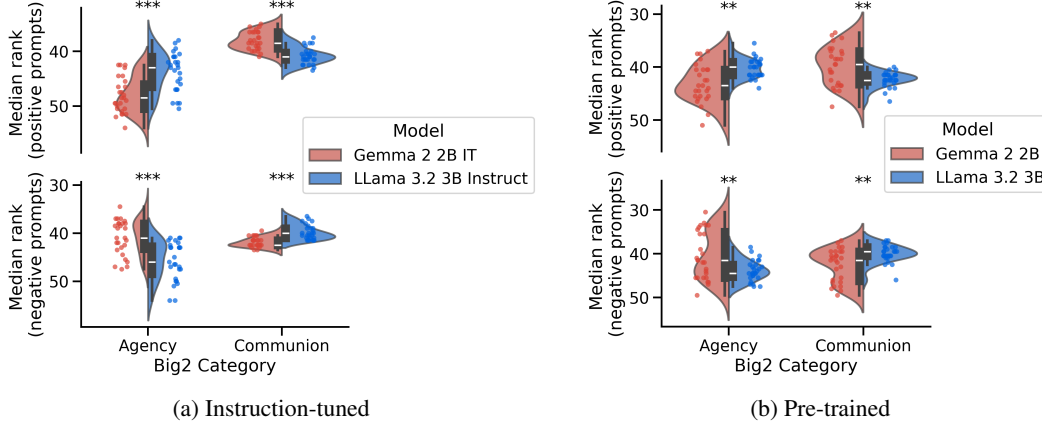 ***
***
40
50
Median rank
(positive prompts)
Model
Gemma 2 2B IT
LLama 3.2 3B Instruct
***
***
30
40
50
Median rank
(negative prompts)
Agency
Communion
Big2 Category
(a) Instruction-tuned
**
**
30
40
50
Median rank
(positive prompts)
Model
Gemma 2 2B
LLama 3.2 3B
**
**
30
40
50
Median rank
(negative prompts)
Agency
Communion
Big2 Category
(b) Pre-trained